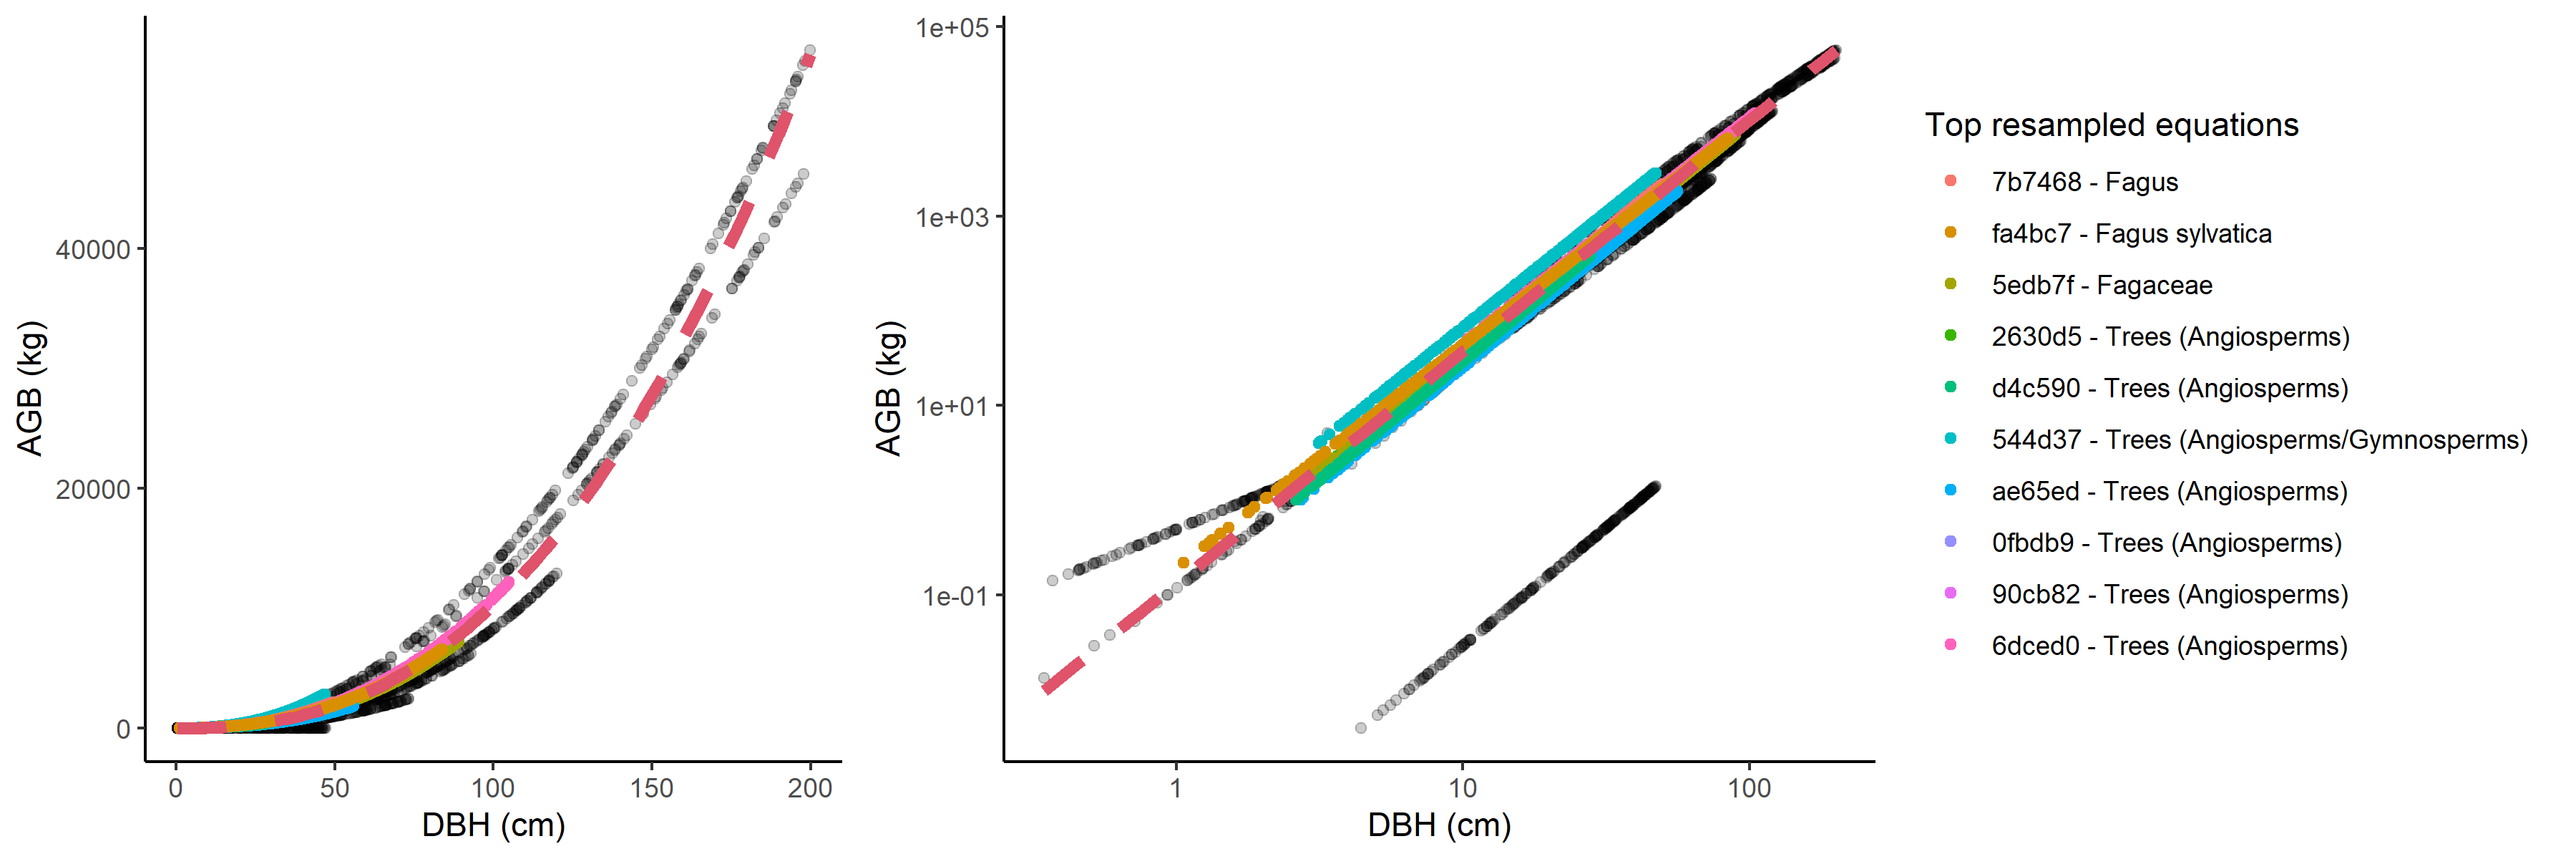 AGB (kg)
40000
20000
0
0 50 100 150 200
DBH (cm)
AGB (kg)
1e+05
1e+03
1e+01
1e-01
1 10 100
DBH (cm)
Top resampled equations
7b7468 - Fagus
fa4bc7 - Fagus sylvatica
5edb7f - Fagaceae
2630d5 - Trees (Angiosperms)
d4c590 - Trees (Angiosperms)
544d37 - Trees (Angiosperms/Gymnosperms)
ae65ed - Trees (Angiosperms)
0fbdb9 - Trees (Angiosperms)
90cb82 - Trees (Angiosperms)
6dced0 - Trees (Angiosperms)